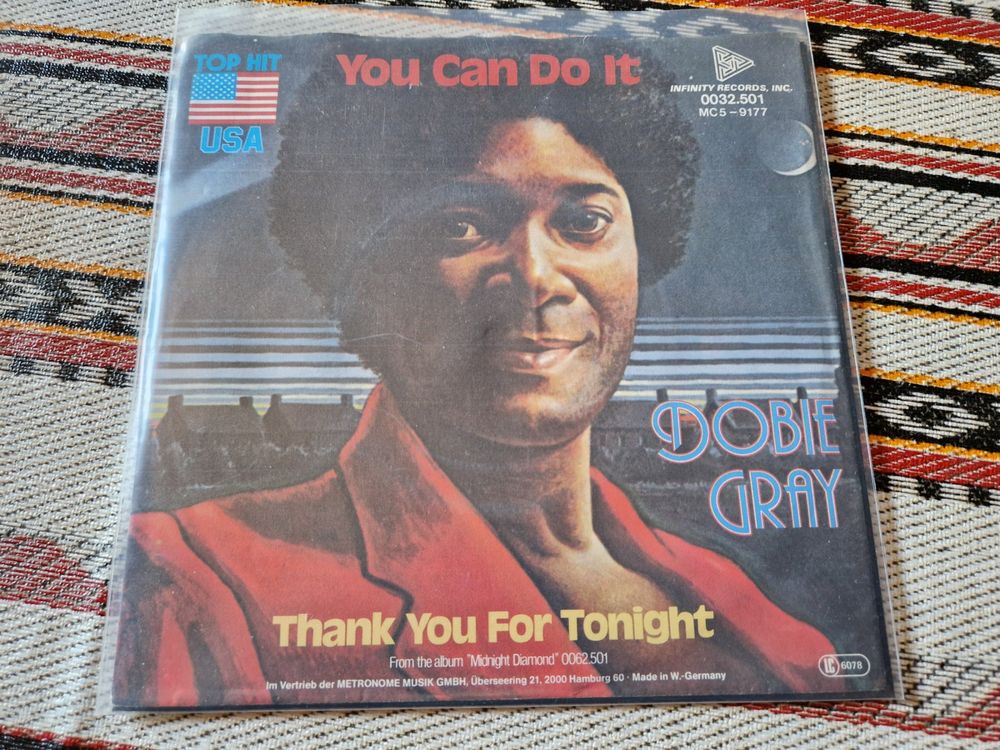 TOP HIT
USA
You Can Do It
INFINITY RECORDS, INC.
0032.501
MC 5 - 9177
DOBIE
GRAY
Thank You For Tonight
From the album "Midnight Diamond" 0062.501
Im Vertrieb der METRONOME MUSIK GMBH, Überseering 21, 2000 Hamburg 60 · Made in W.-Germany
LC 6078